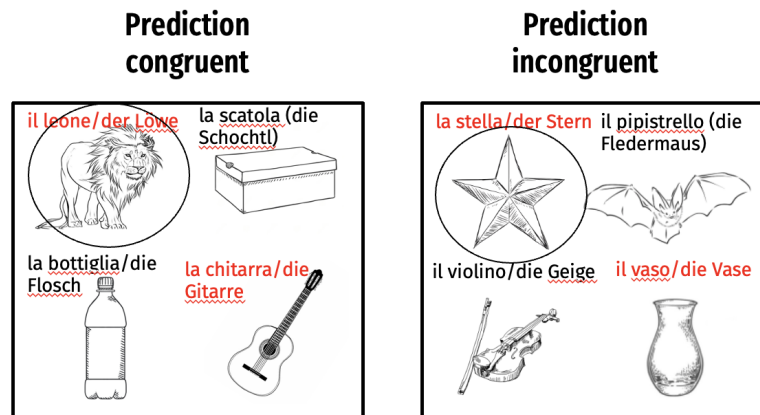 Prediction
congruent
Prediction
incongruent
il leone/der Löwe
la scatola (die
Schochtl)
la bottiglia/die
Flosch
la chitarra/die
Gitarre
la stella/der Stern
il pipistrello (die
Fledermaus)
il violino/die Geige
il vaso/die Vase